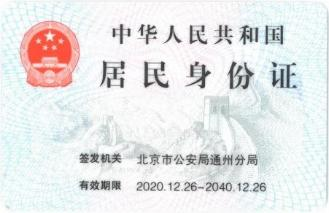 中华人民共和国
居民身份证
签发机关 北京市公安局通州分局
有效期限 2020.12.26-2040.12.26